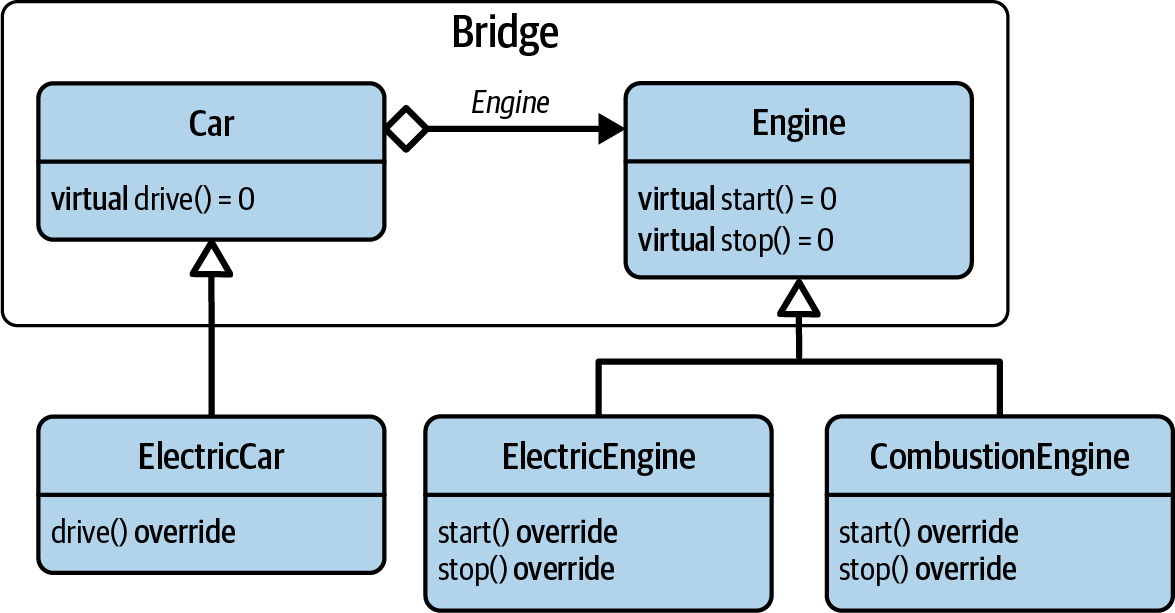 Bridge
Car
Engine
Engine
virtual drive() = 0
virtual start() = 0
virtual stop() = 0
ElectricCar
drive() override
ElectricEngine
start() override
stop() override
CombustionEngine
start() override
stop() override